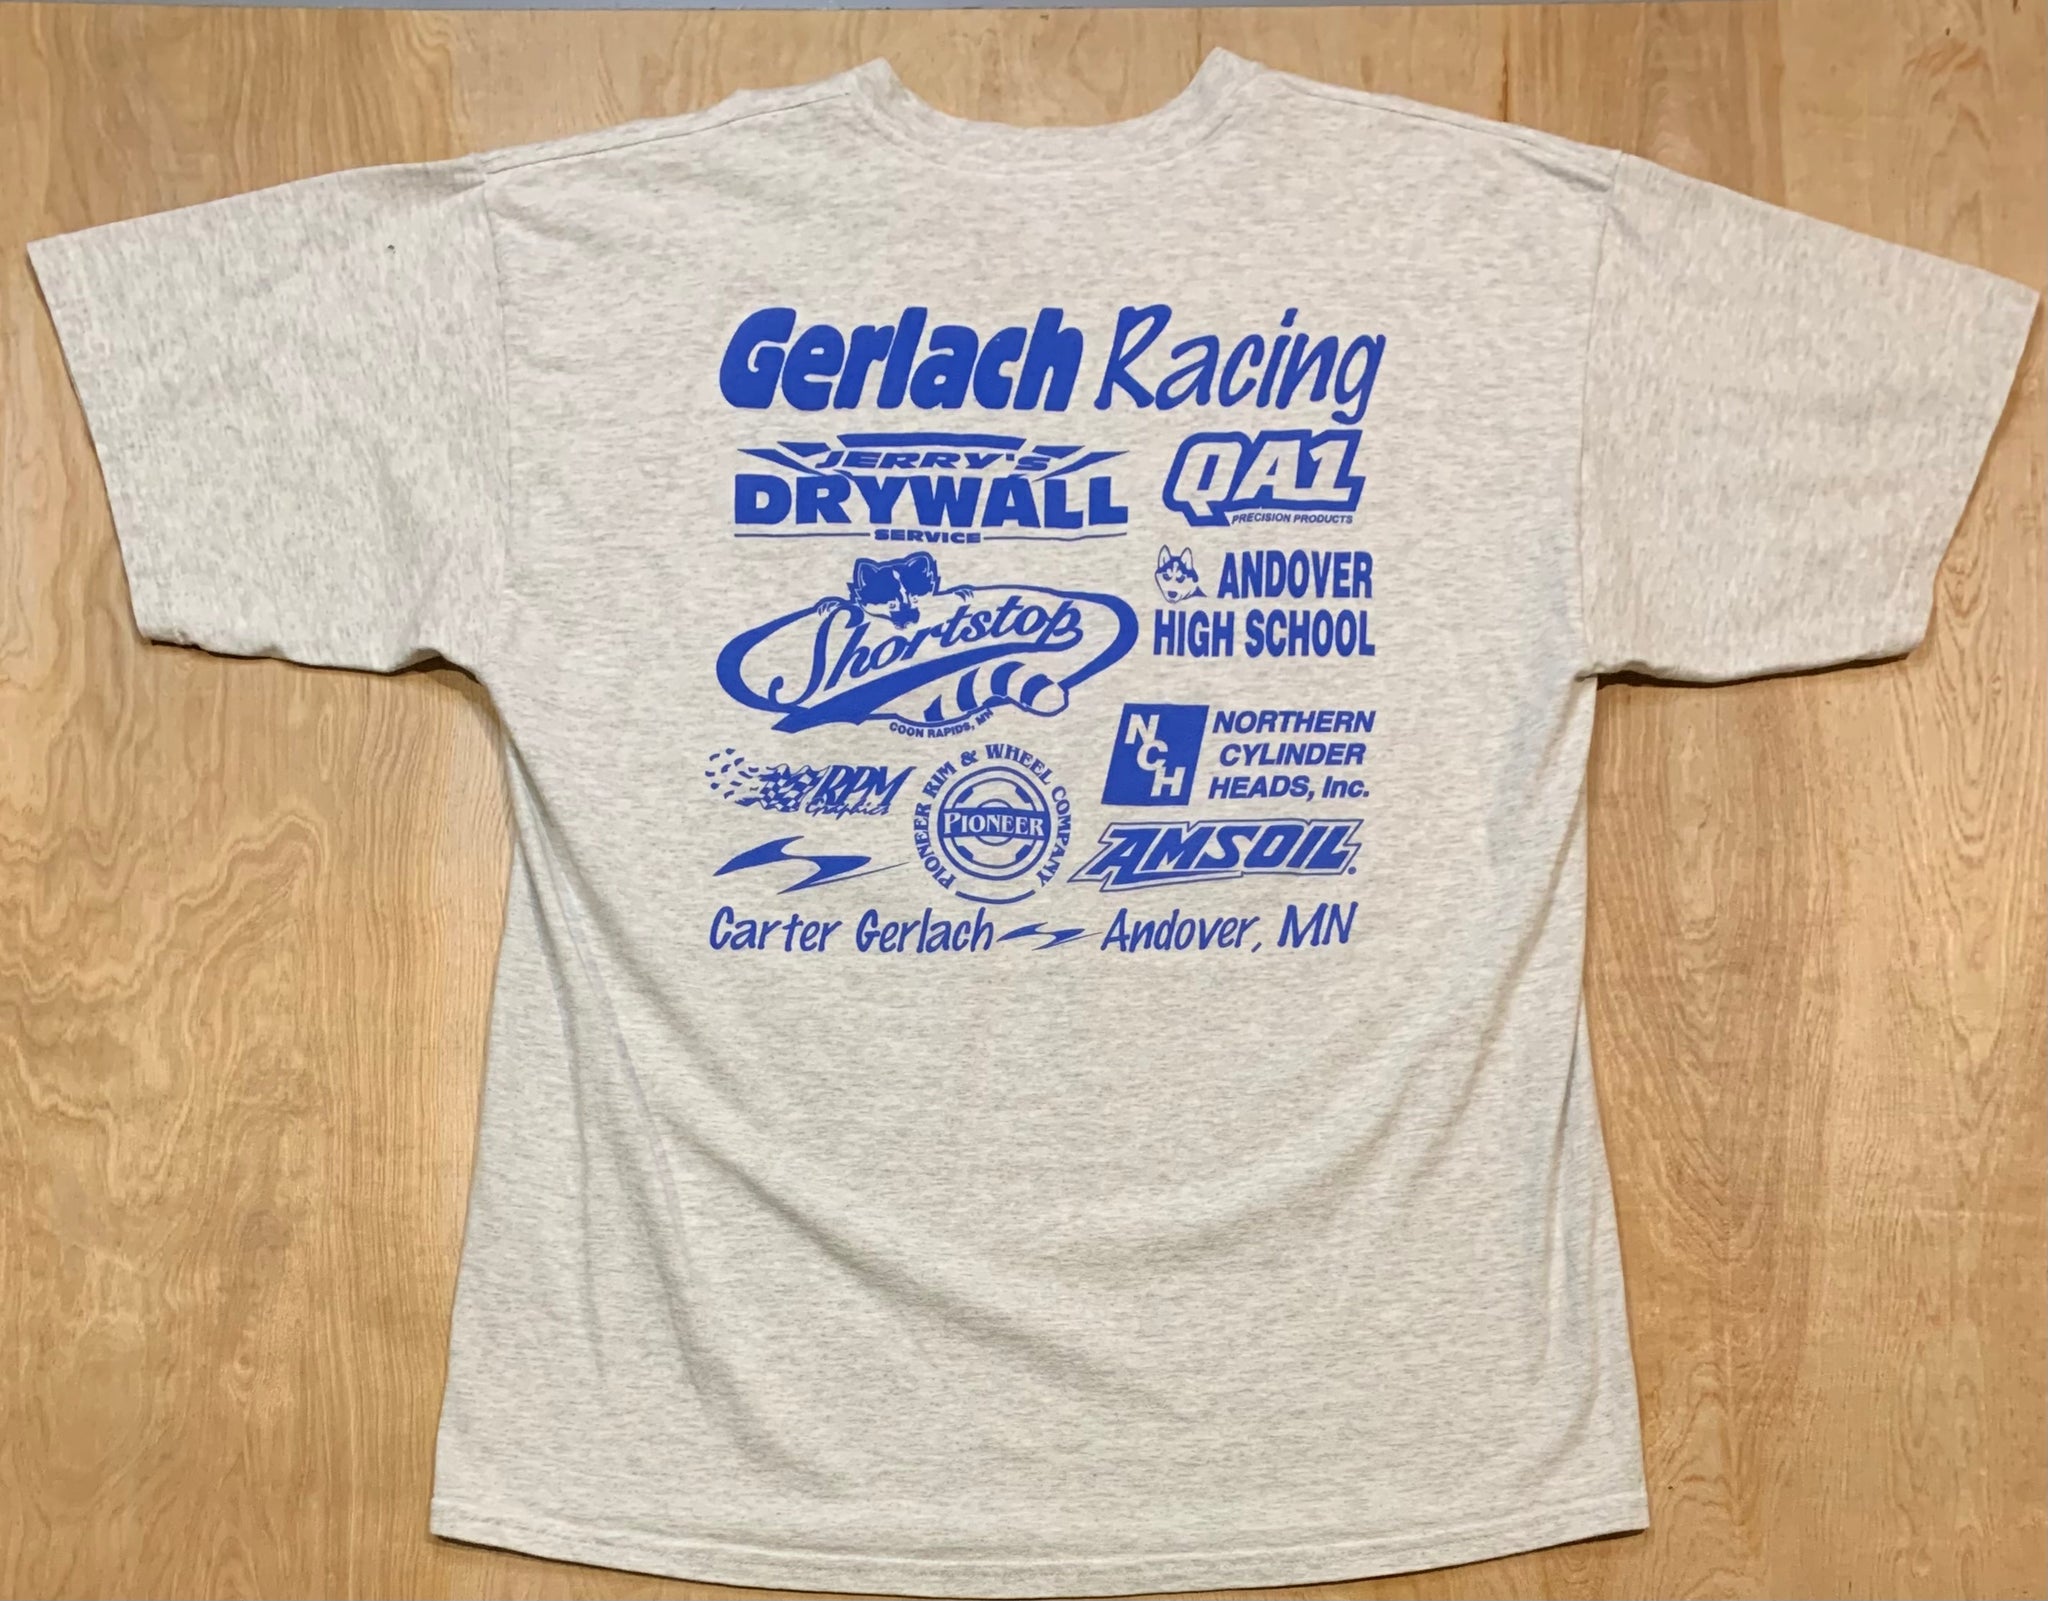 Gerlach Racing
JERRY'S
DRYWALL
SERVICE
QA1
PRECISION PRODUCTS
Shortstop
COON RAPIDS, MN
ANDOVER
HIGH SCHOOL
NCH
NORTHERN
CYLINDER
HEADS, Inc.
RPM
Graphics
PIONEER RIM & WHEEL COMPANY
PIONEER
AMSOIL.
Carter Gerlach Andover, MN